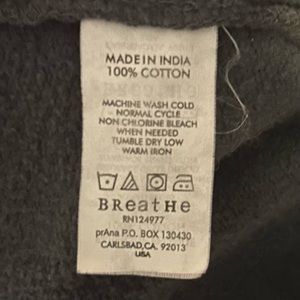 MADE IN INDIA
100% COTTON
MACHINE WASH COLD
NORMAL CYCLE
NON CHLORINE BLEACH
WHEN NEEDED
TUMBLE DRY LOW
WARM IRON
BReatHe
RN124977
prAna P.O. BOX 130430
CARLSBAD,CA. 92013
USA